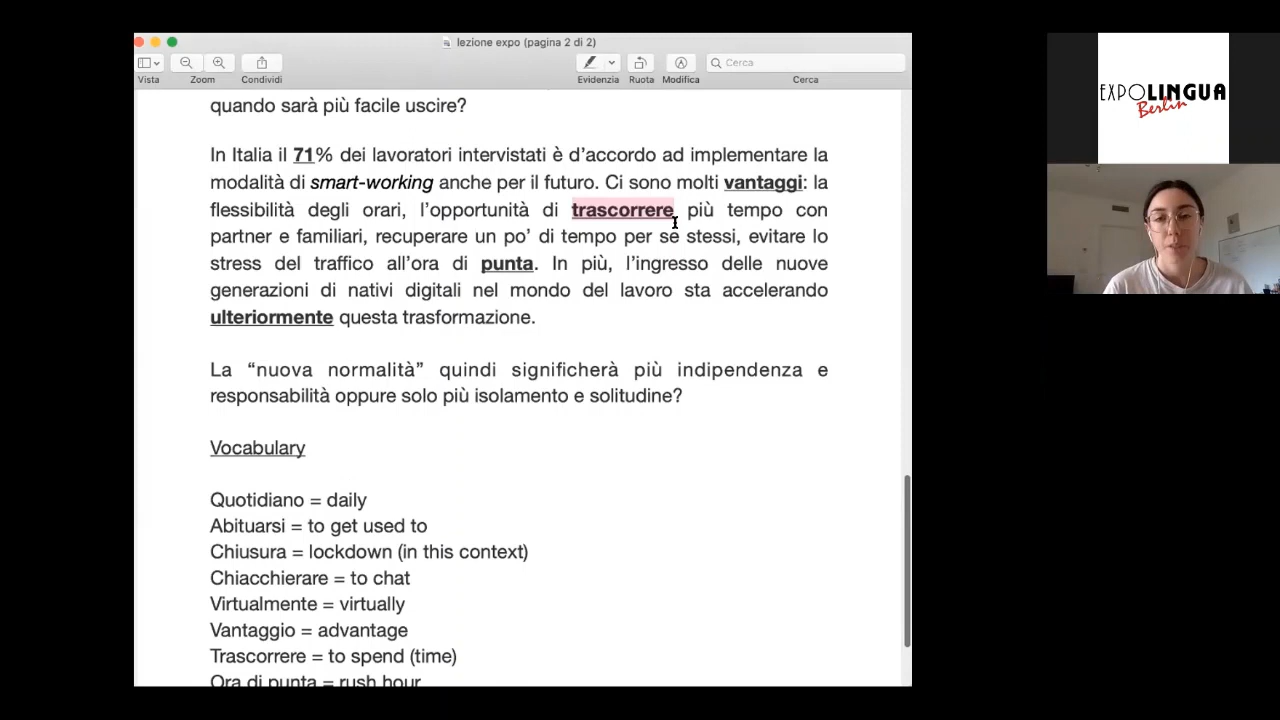 lezione expo (pagina 2 di 2)
Vista
Zoom
Condividi
Evidenzia
Ruota
Modifica
Cerca
Cerca
quando sarà più facile uscire?
In Italia il 71% dei lavoratori intervistati è d’accordo ad implementare la
modalità di smart-working anche per il futuro. Ci sono molti vantaggi: la
flessibilità degli orari, l’opportunità di trascorrere più tempo con
partner e familiari, recuperare un po’ di tempo per se stessi, evitare lo
stress del traffico all’ora di punta. In più, l’ingresso delle nuove
generazioni di nativi digitali nel mondo del lavoro sta accelerando
ulteriormente questa trasformazione.
La “nuova normalità” quindi significherà più indipendenza e
responsabilità oppure solo più isolamento e solitudine?
Vocabulary
Quotidiano = daily
Abituarsi = to get used to
Chiusura = lockdown (in this context)
Chiacchierare = to chat
Virtualmente = virtually
Vantaggio = advantage
Trascorrere = to spend (time)
Ora di punta = rush hour
EXPOLINGUA
Berlin